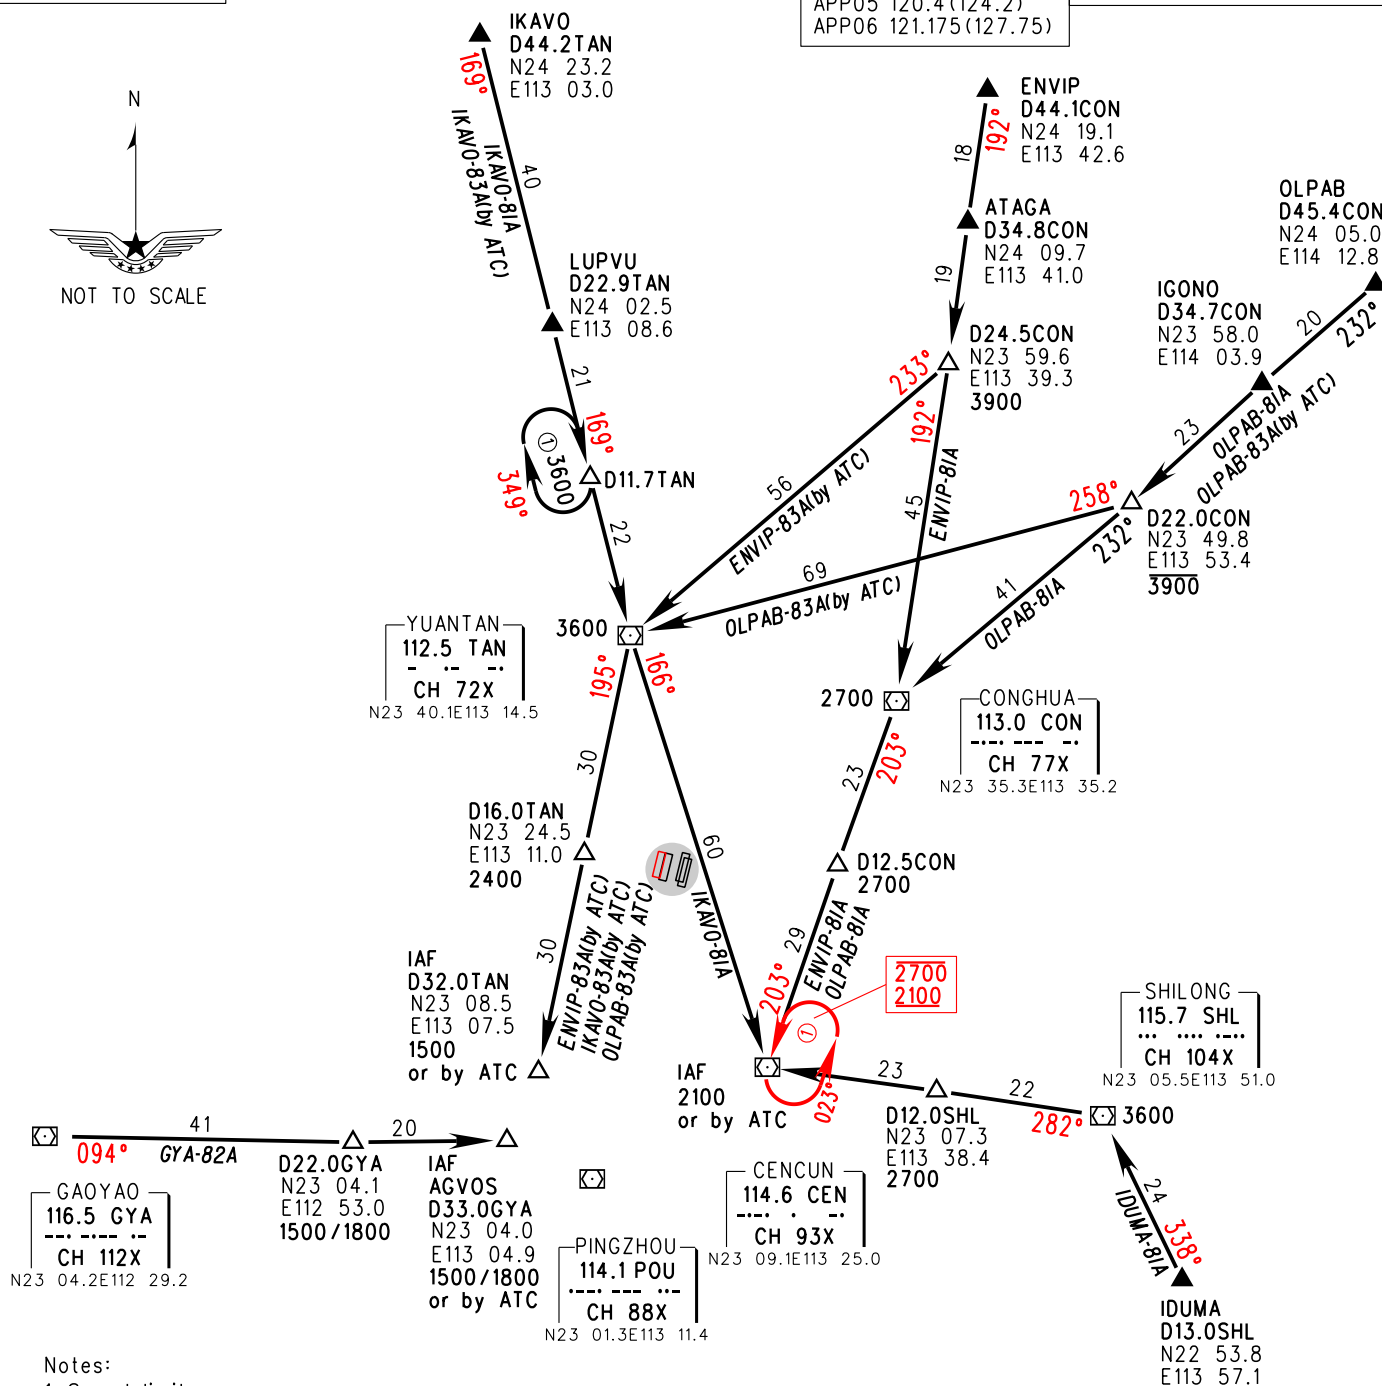 APP05 120.4(124.2)
APP06 121.175(127.75)
N
NOT TO SCALE
IKAVO
D44.2TAN
N24 23.2
E113 03.0
169°
IKAVO-81A
IKAVO-83A(by ATC)
40
LUPVU
D22.9TAN
N24 02.5
E113 08.6
21
169°
① 3600
349°
D11.7TAN
22
ENVIP
D44.1CON
N24 19.1
E113 42.6
192°
18
ATAGA
D34.8CON
N24 09.7
E113 41.0
19
D24.5CON
N23 59.6
E113 39.3
3900
233°
192°
56
ENVIP-83A(by ATC)
45
ENVIP-81A
OLPAB
D45.4CON
N24 05.0
E114 12.8
232°
20
IGONO
D34.7CON
N23 58.0
E114 03.9
23
OLPAB-81A
OLPAB-83A(by ATC)
258°
232°
D22.0CON
N23 49.8
E113 53.4
3900
69
OLPAB-83A(by ATC)
41
OLPAB-81A
3600
YUANTAN
112.5 TAN
CH 72X
N23 40.1E113 14.5
195°
166°
2700
CONGHUA
113.0 CON
CH 77X
N23 35.3E113 35.2
203°
23
30
D16.0TAN
N23 24.5
E113 11.0
2400
60
IKAVO-81A
D12.5CON
2700
30
ENVIP-83A(by ATC)
IKAVO-83A(by ATC)
OLPAB-83A(by ATC)
29
ENVIP-81A
OLPAB-81A
203°
2700
2100
①
023°
IAF
D32.0TAN
N23 08.5
E113 07.5
1500
or by ATC
IAF
2100
or by ATC
SHILONG
115.7 SHL
CH 104X
N23 05.5E113 51.0
3600
23
22
282°
D12.0SHL
N23 07.3
E113 38.4
2700
CENCUN
114.6 CEN
CH 93X
N23 09.1E113 25.0
41
094°
GYA-82A
20
GAOYAO
116.5 GYA
CH 112X
N23 04.2E112 29.2
D22.0GYA
N23 04.1
E112 53.0
1500/1800
IAF
AGVOS
D33.0GYA
N23 04.0
E113 04.9
1500/1800
or by ATC
PINGZHOU
114.1 POU
CH 88X
N23 01.3E113 11.4
24
338°
IDUMA-81A
IDUMA
D13.0SHL
N22 53.8
E113 57.1
Notes: